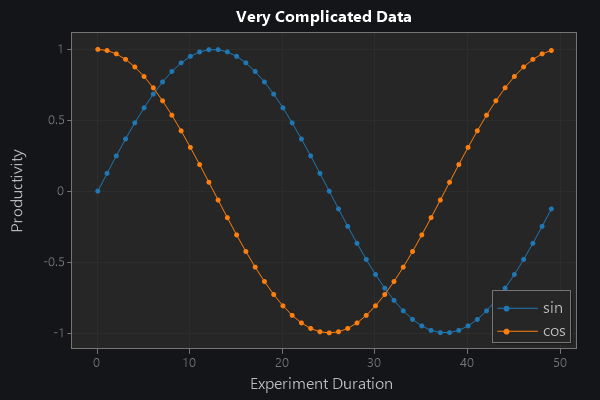 Very Complicated Data
Productivity
1
0.5
0
-0.5
-1
sin
cos
0 10 20 30 40 50
Experiment Duration